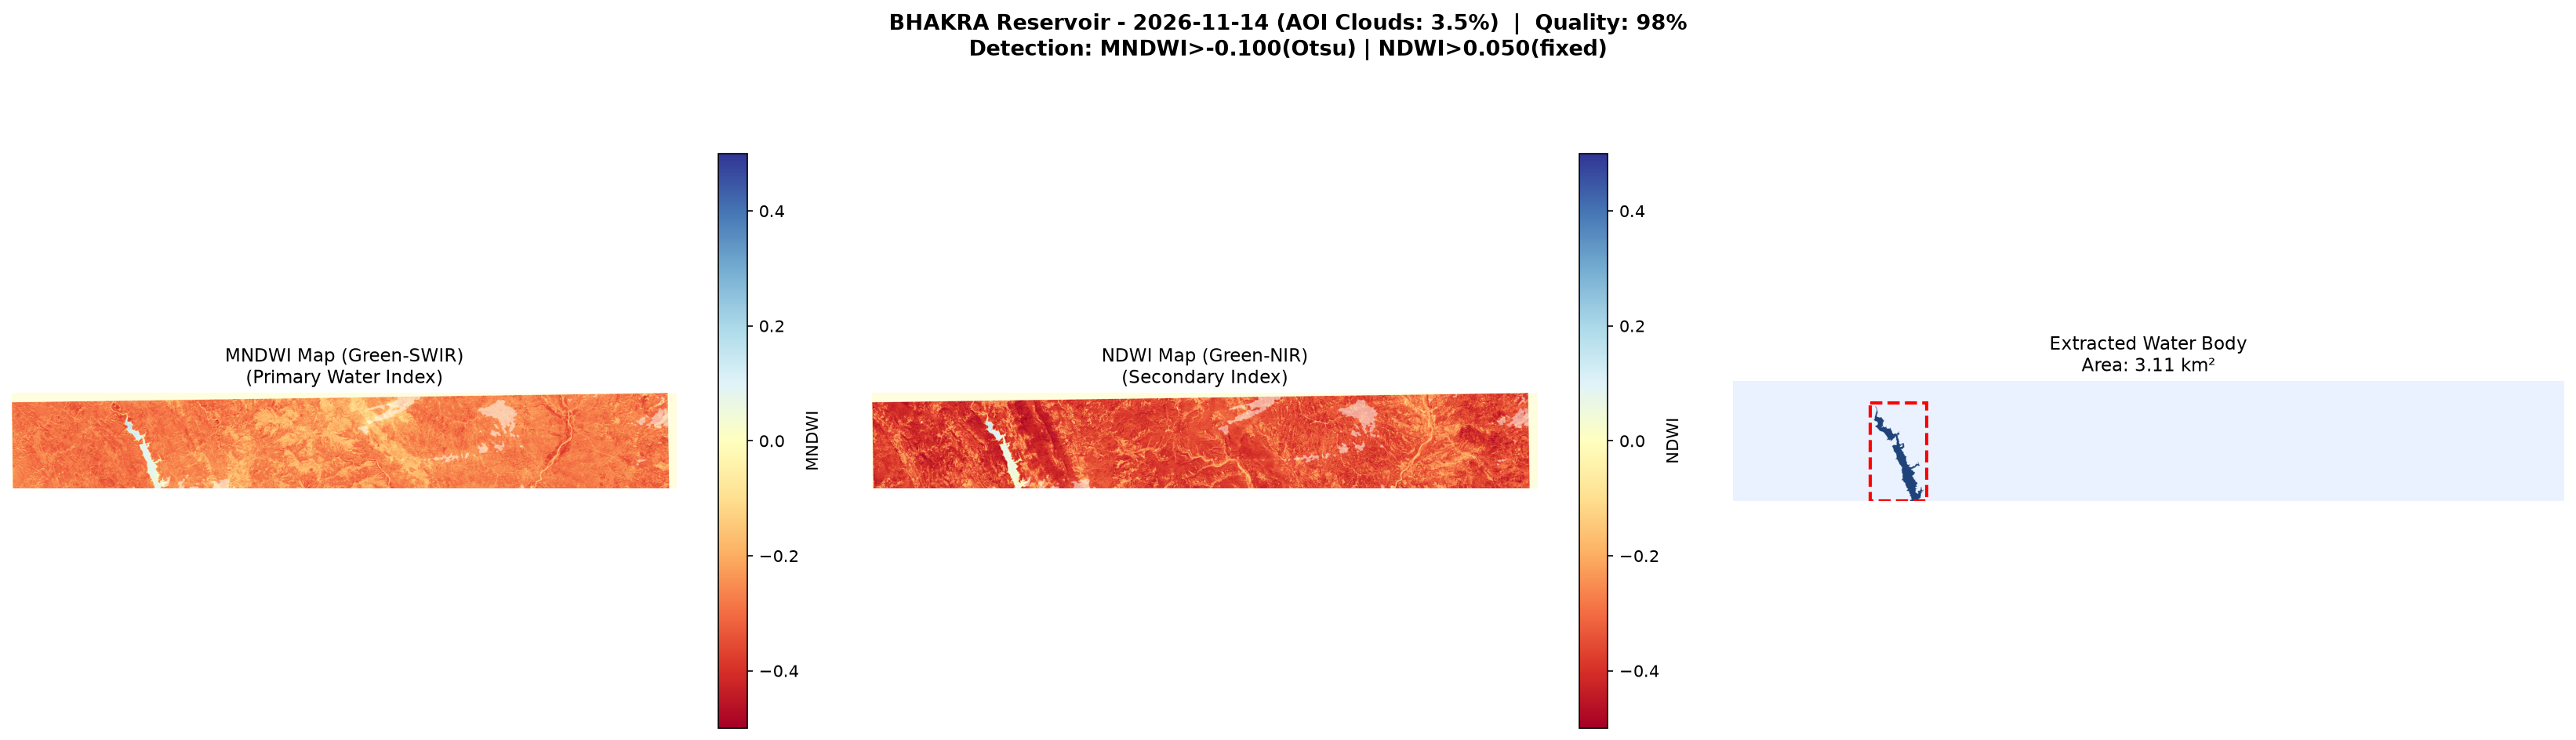 BHAKRA Reservoir - 2026-11-14 (AOI Clouds: 3.5%) | Quality: 98%
Detection: MNDWI>-0.100(Otsu) | NDWI>0.050(fixed)
MNDWI Map (Green-SWIR)
(Primary Water Index)
0.4
0.2
0.0
−0.2
−0.4
MNDWI
NDWI Map (Green-NIR)
(Secondary Index)
0.4
0.2
0.0
−0.2
−0.4
NDWI
Extracted Water Body
Area: 3.11 km²